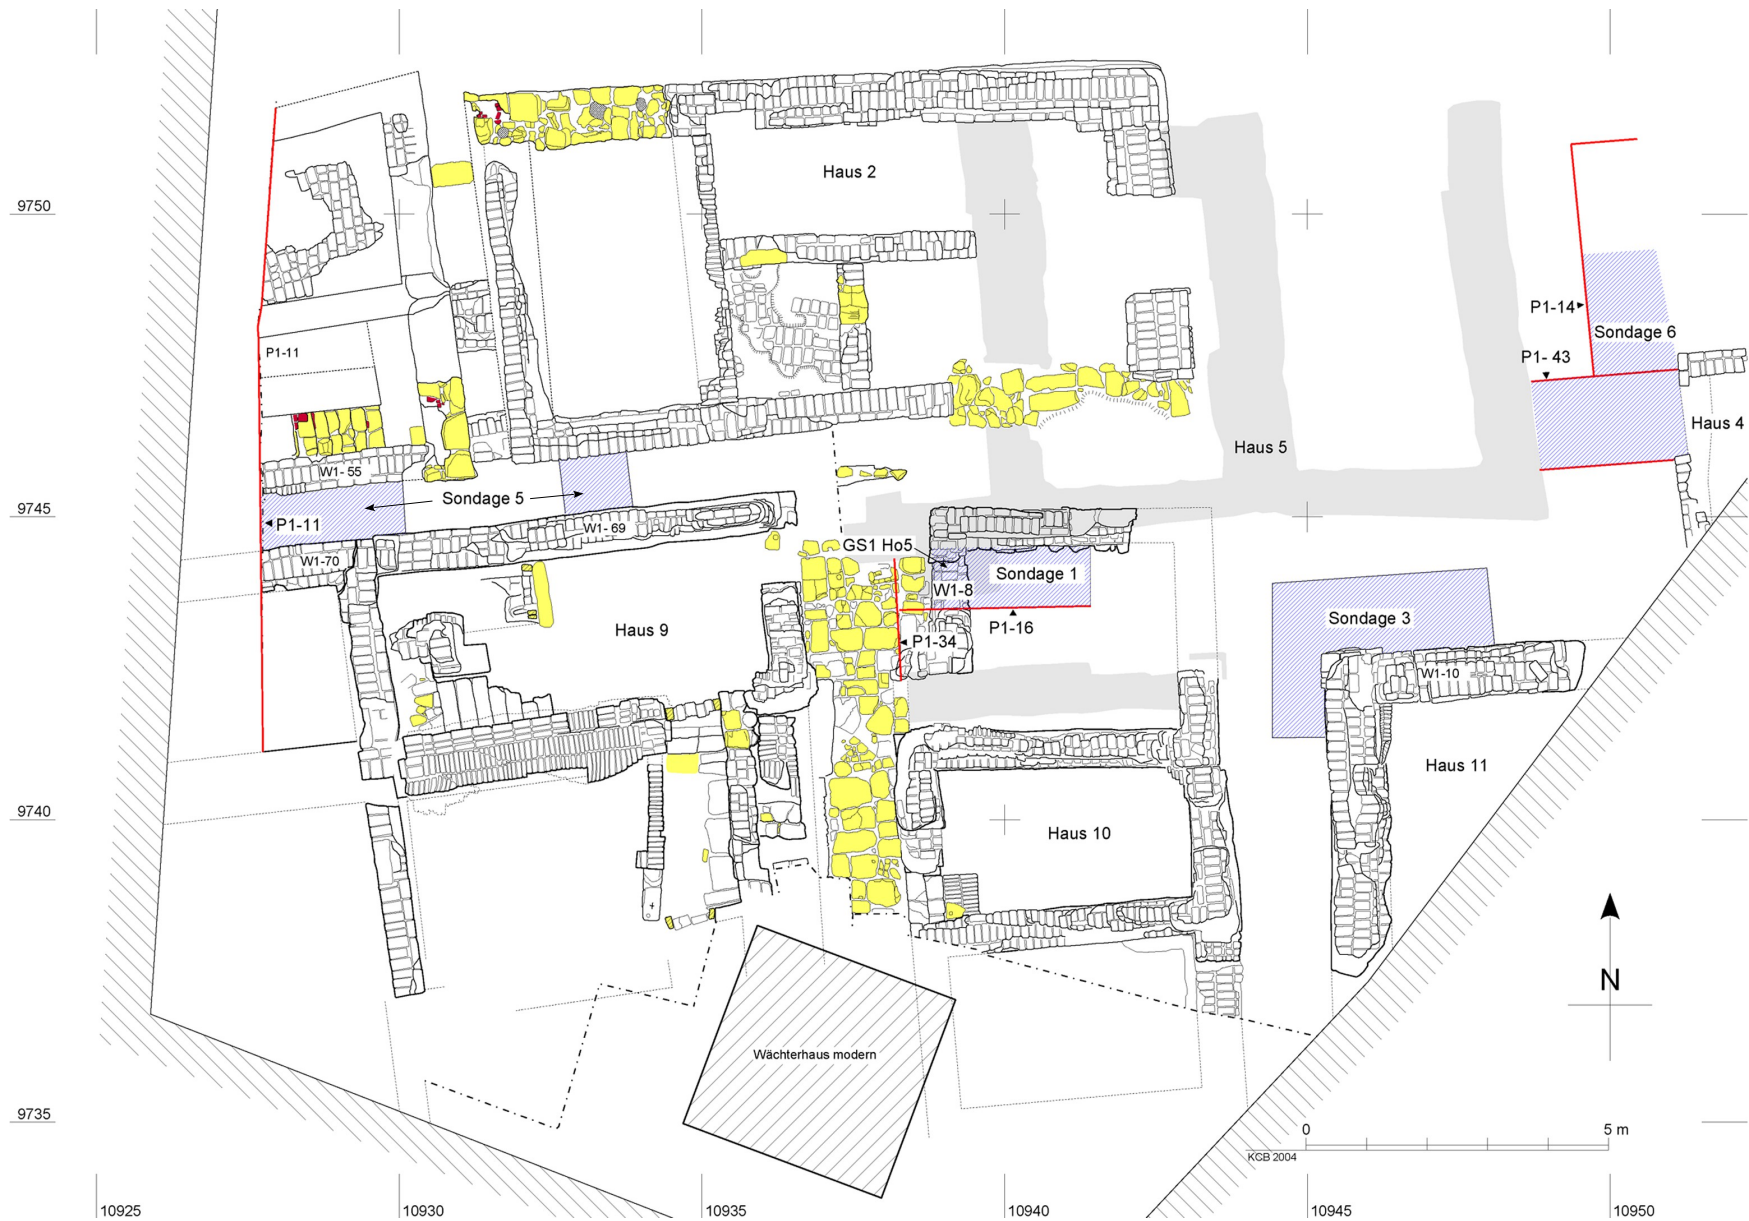 Haus 2
9750
P1-14
Sondage 6
P1-11
P1- 43
Haus 4
Haus 5
W1- 55
Sondage 5
9745
P1-11
W1- 69
GS1 Ho5
W1-70
Sondage 1
W1-8
Sondage 3
P1-16
Haus 9
P1-34
W1-10
Haus 11
9740
Haus 10
N
Wächterhaus modern
9735
0
5 m
KCB 2004
10925
10930
10935
10940
10945
10950